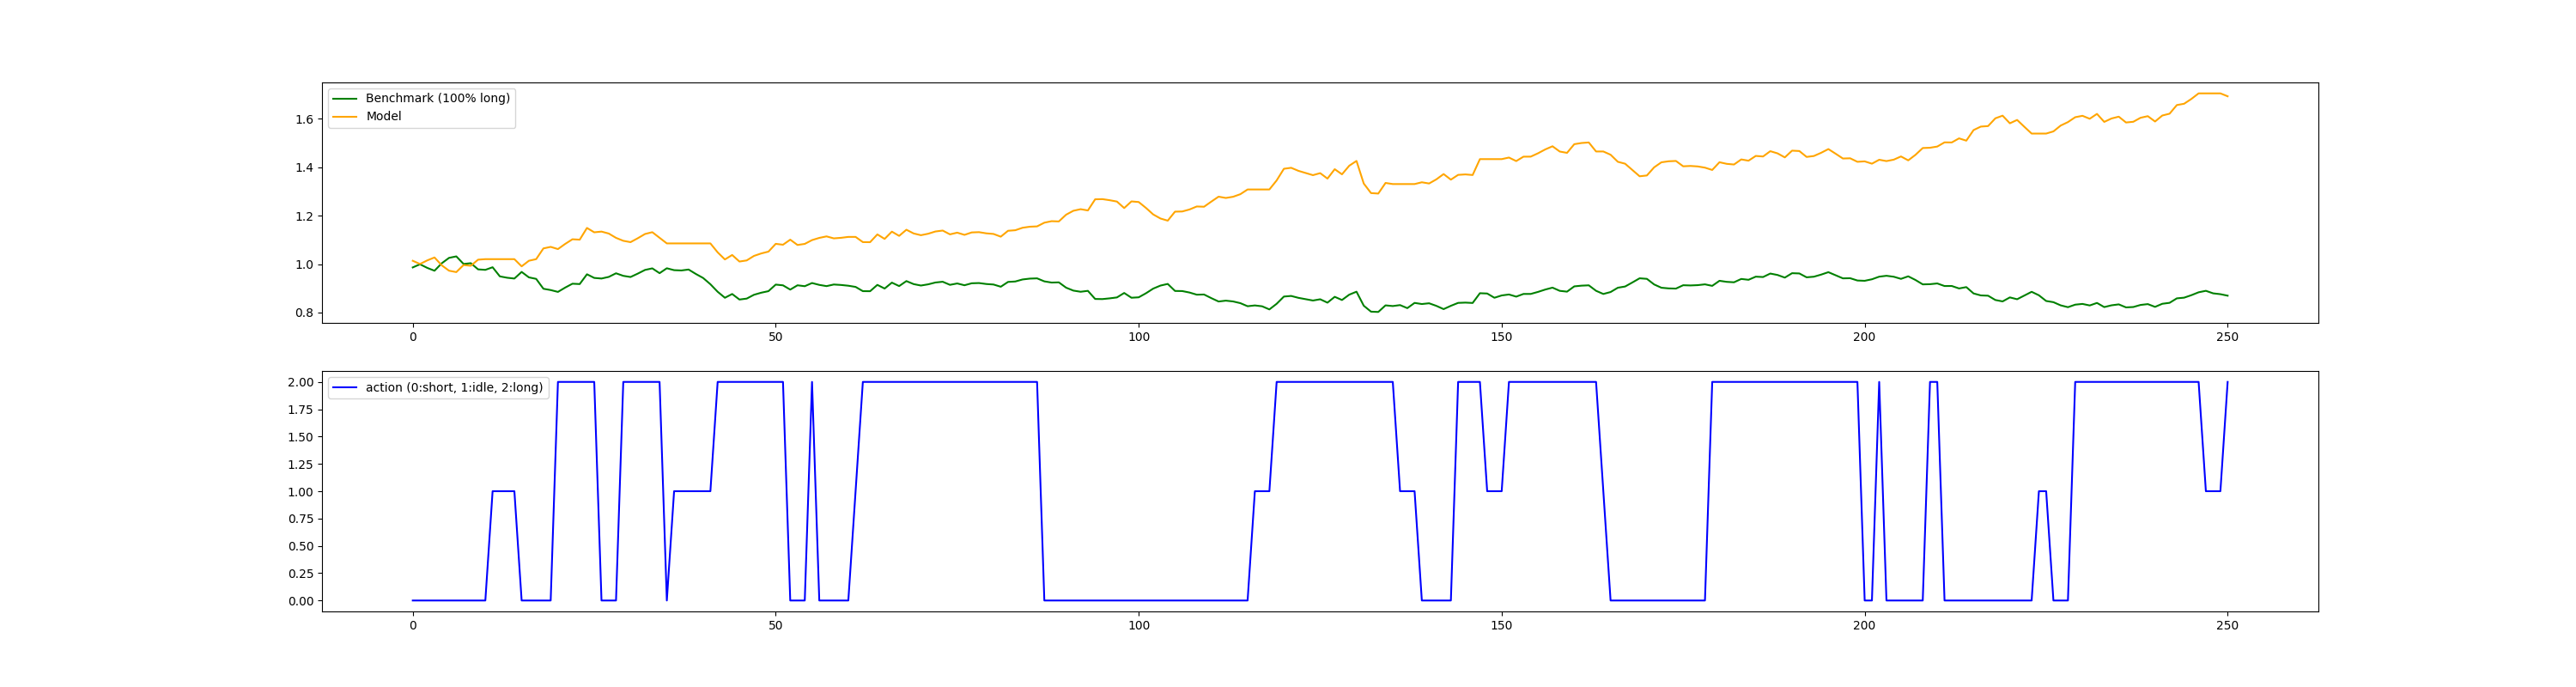 Benchmark (100% long)
Model
1.6
1.4
1.2
1.0
0.8
0 50 100 150 200 250
action (0:short, 1:idle, 2:long)
2.00
1.75
1.50
1.25
1.00
0.75
0.50
0.25
0.00
0 50 100 150 200 250